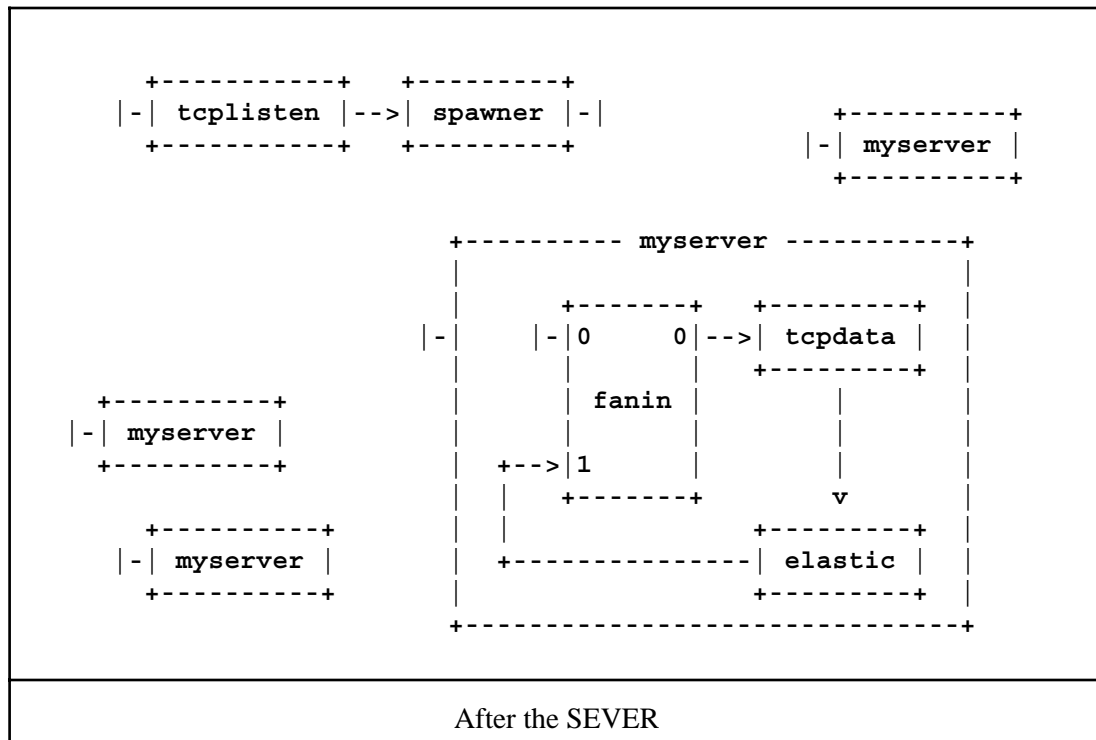 tcplisten spawner
myserver
myserver
0 0 tcpdata
fanin
myserver
1
v
myserver elastic
After the SEVER